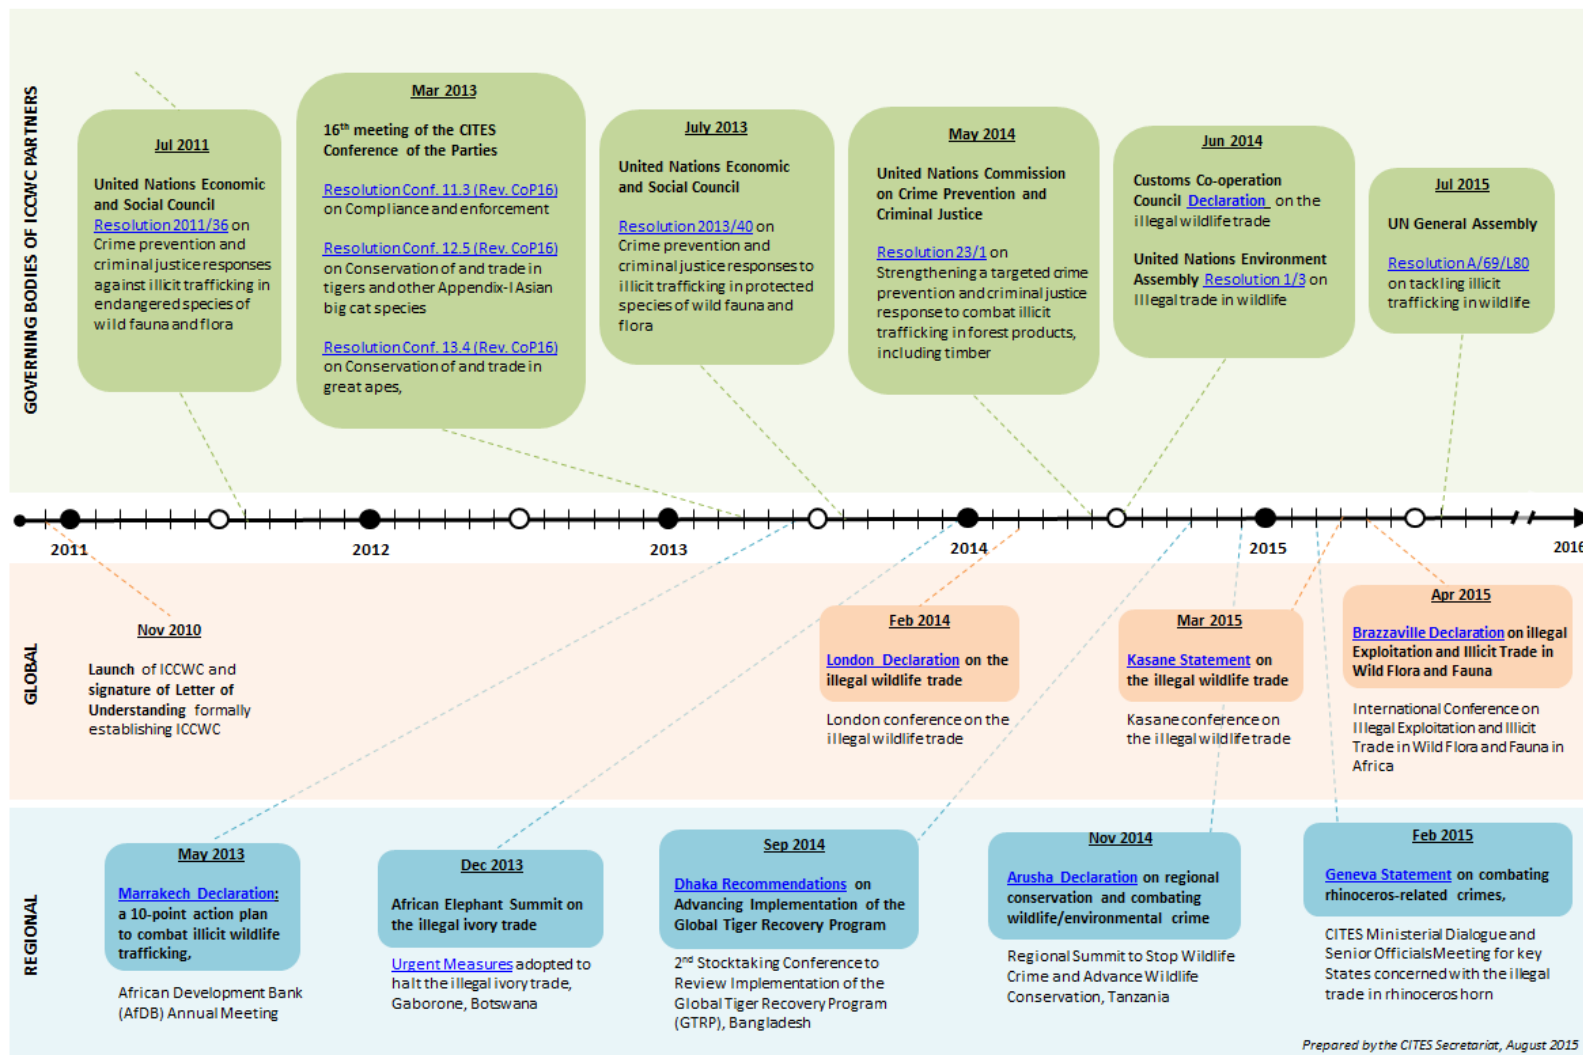 GOVERNING BODIES OF ICCWC PARTNERS
Jul 2011
United Nations Economic
and Social Council
Resolution 2011/36 on
Crime prevention and
criminal justice responses
against illicit trafficking in
endangered species of
wild fauna and flora
Mar 2013
16th meeting of the CITES
Conference of the Parties
Resolution Conf. 11.3 (Rev. CoP16)
on Compliance and enforcement
Resolution Conf. 12.5 (Rev. CoP16)
on Conservation of and trade in
tigers and other Appendix-I Asian
big cat species
Resolution Conf. 13.4 (Rev. CoP16)
on Conservation of and trade in
great apes,
July 2013
United Nations Economic
and Social Council
Resolution 2013/40 on
Crime prevention and
criminal justice responses to
illicit trafficking in protected
species of wild fauna and
flora
May 2014
United Nations Commission
on Crime Prevention and
Criminal Justice
Resolution 23/1 on
Strengthening a targeted crime
prevention and criminal justice
response to combat illicit
trafficking in forest products,
including timber
Jun 2014
Customs Co-operation
Council Declaration on the
illegal wildlife trade
United Nations Environment
Assembly Resolution 1/3 on
Illegal trade in wildlife
Jul 2015
UN General Assembly
Resolution A/69/L80
on tackling illicit
trafficking in wildlife
2011
2012
2013
2014
2015
2016
GLOBAL
Nov 2010
Launch of ICCWC and
signature of Letter of
Understanding formally
establishing ICCWC
Feb 2014
London Declaration on the
illegal wildlife trade
London conference on the
illegal wildlife trade
Mar 2015
Kasane Statement on
the illegal wildlife trade
Kasane conference on
the illegal wildlife trade
Apr 2015
Brazzaville Declaration on illegal
Exploitation and Illicit Trade in
Wild Flora and Fauna
International Conference on
Illegal Exploitation and Illicit
Trade in Wild Flora and Fauna in
Africa
REGIONAL
May 2013
Marrakech Declaration:
a 10-point action plan
to combat illicit wildlife
trafficking,
African Development Bank
(AfDB) Annual Meeting
Dec 2013
African Elephant Summit on
the illegal ivory trade
Urgent Measures adopted to
halt the illegal ivory trade,
Gaborone, Botswana
Sep 2014
Dhaka Recommendations on
Advancing Implementation of the
Global Tiger Recovery Program
2nd Stocktaking Conference to
Review Implementation of the
Global Tiger Recovery Program
(GTRP), Bangladesh
Nov 2014
Arusha Declaration on regional
conservation and combating
wildlife/environmental crime
Regional Summit to Stop Wildlife
Crime and Advance Wildlife
Conservation, Tanzania
Feb 2015
Geneva Statement on combating
rhinoceros-related crimes,
CITES Ministerial Dialogue and
Senior Officials Meeting for key
States concerned with the illegal
trade in rhinoceros horn
Prepared by the CITES Secretariat, August 2015